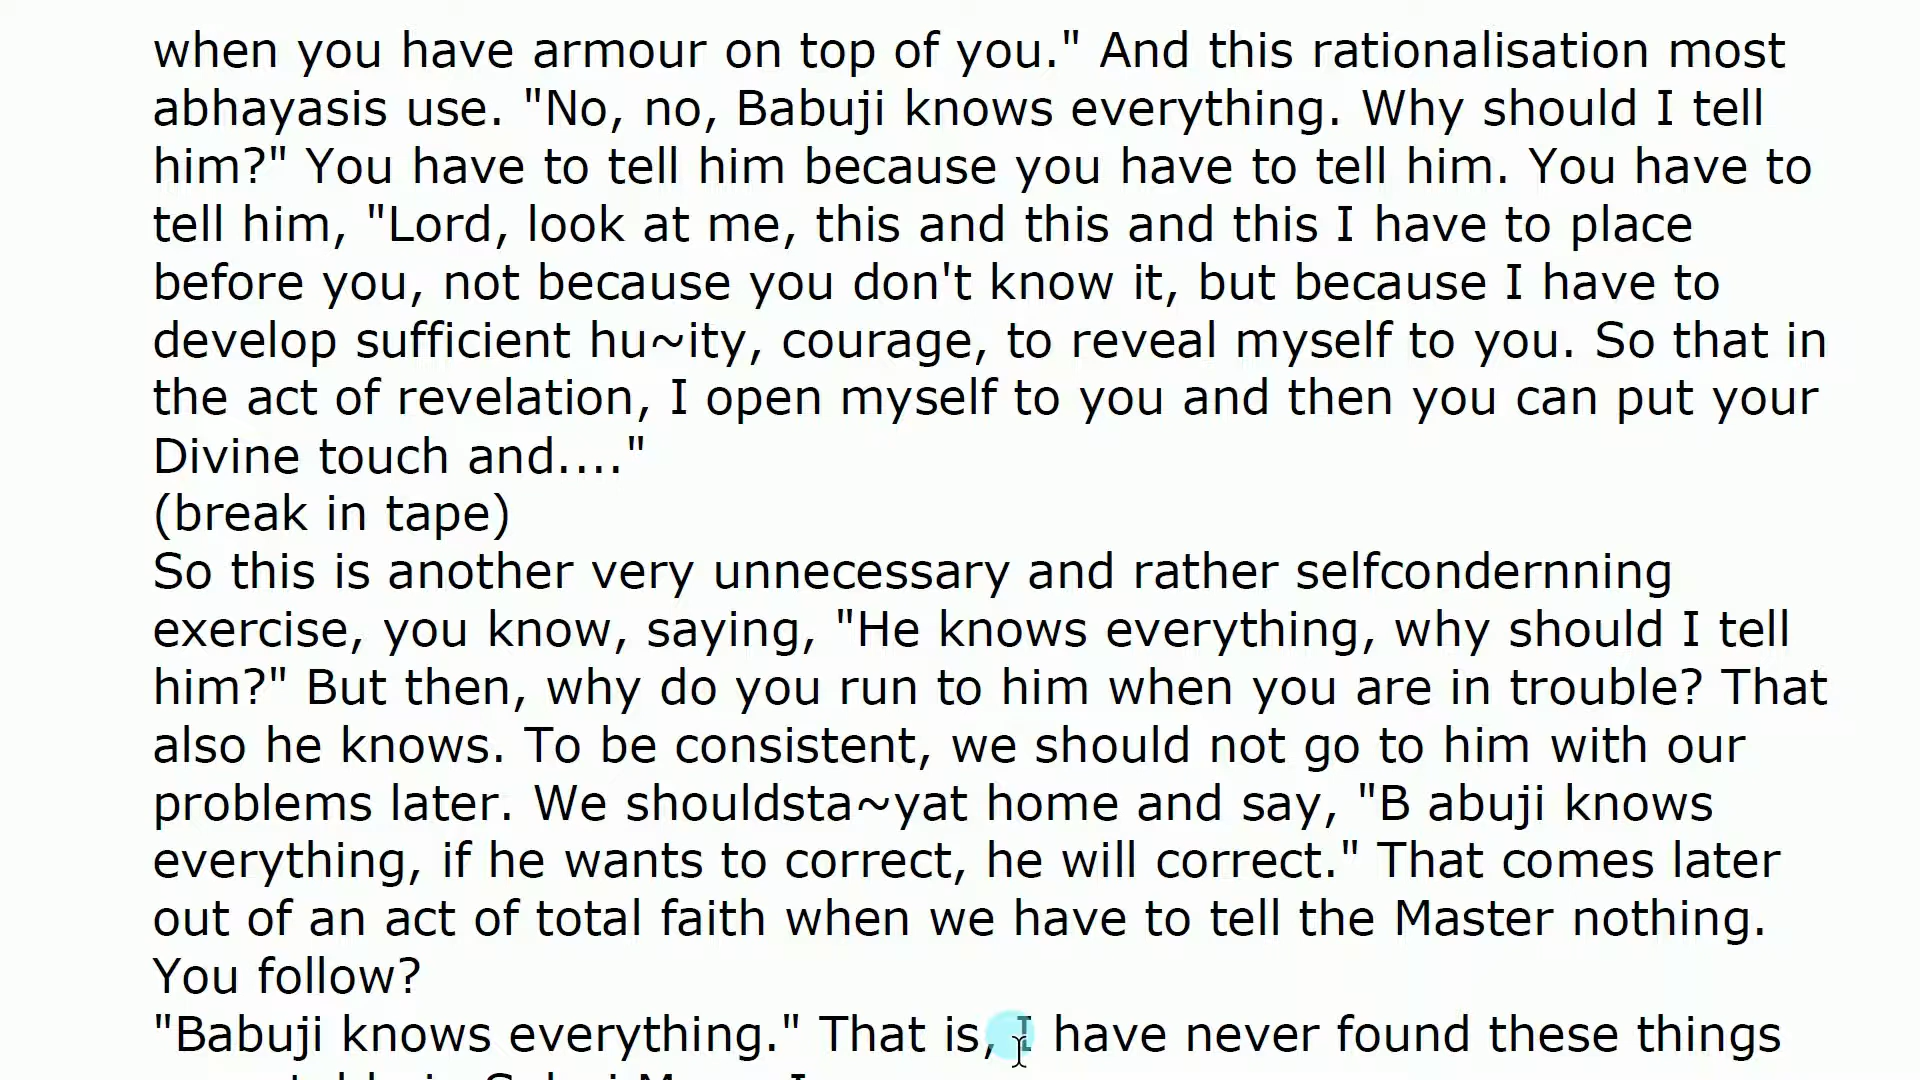 when you have armour on top of you." And this rationalisation most
abhayasis use. "No, no, Babuji knows everything. Why should I tell
him?" You have to tell him because you have to tell him. You have to
tell him, "Lord, look at me, this and this and this I have to place
before you, not because you don't know it, but because I have to
develop sufficient hu~ity, courage, to reveal myself to you. So that in
the act of revelation, I open myself to you and then you can put your
Divine touch and...."
(break in tape)
So this is another very unnecessary and rather selfcondernning
exercise, you know, saying, "He knows everything, why should I tell
him?" But then, why do you run to him when you are in trouble? That
also he knows. To be consistent, we should not go to him with our
problems later. We shouldsta~yat home and say, "B abuji knows
everything, if he wants to correct, he will correct." That comes later
out of an act of total faith when we have to tell the Master nothing.
You follow?
"Babuji knows everything." That is, I have never found these things